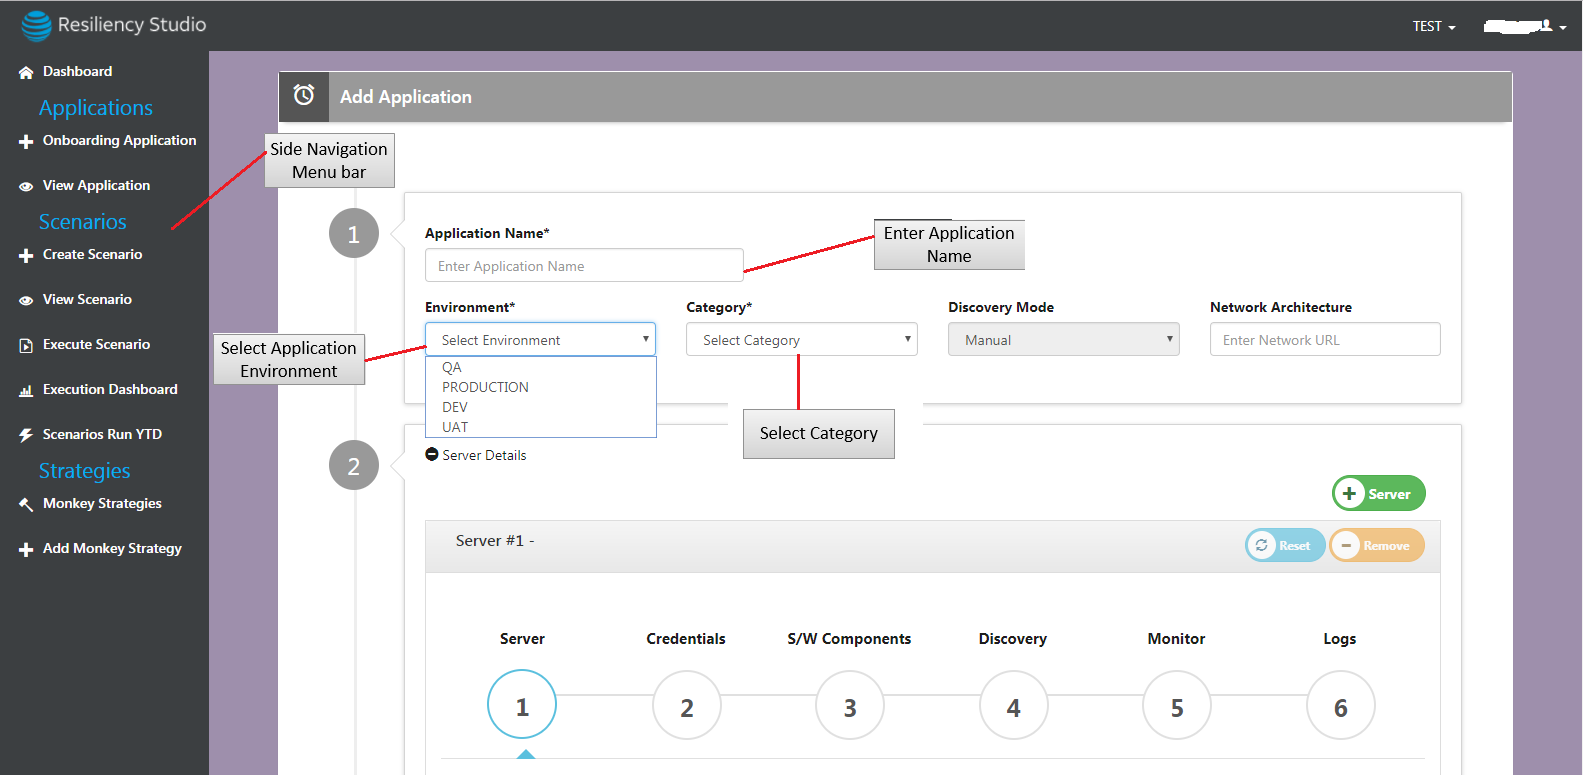 Resiliency Studio
TEST
Dashboard
Applications
Onboarding Application
View Application
Scenarios
Create Scenario
View Scenario
Execute Scenario
Execution Dashboard
Scenarios Run YTD
Strategies
Monkey Strategies
Add Monkey Strategy
Add Application
Side Navigation
Menu bar
1
Application Name*
Enter Application Name
Enter Application
Name
Environment*
Category*
Discovery Mode
Network Architecture
Select Environment
Select Category
Manual
Enter Network URL
Select Application
Environment
QA
PRODUCTION
DEV
UAT
Select Category
2
Server Details
Server
Server #1 -
Reset
Remove
Server
Credentials
S/W Components
Discovery
Monitor
Logs
1
2
3
4
5
6